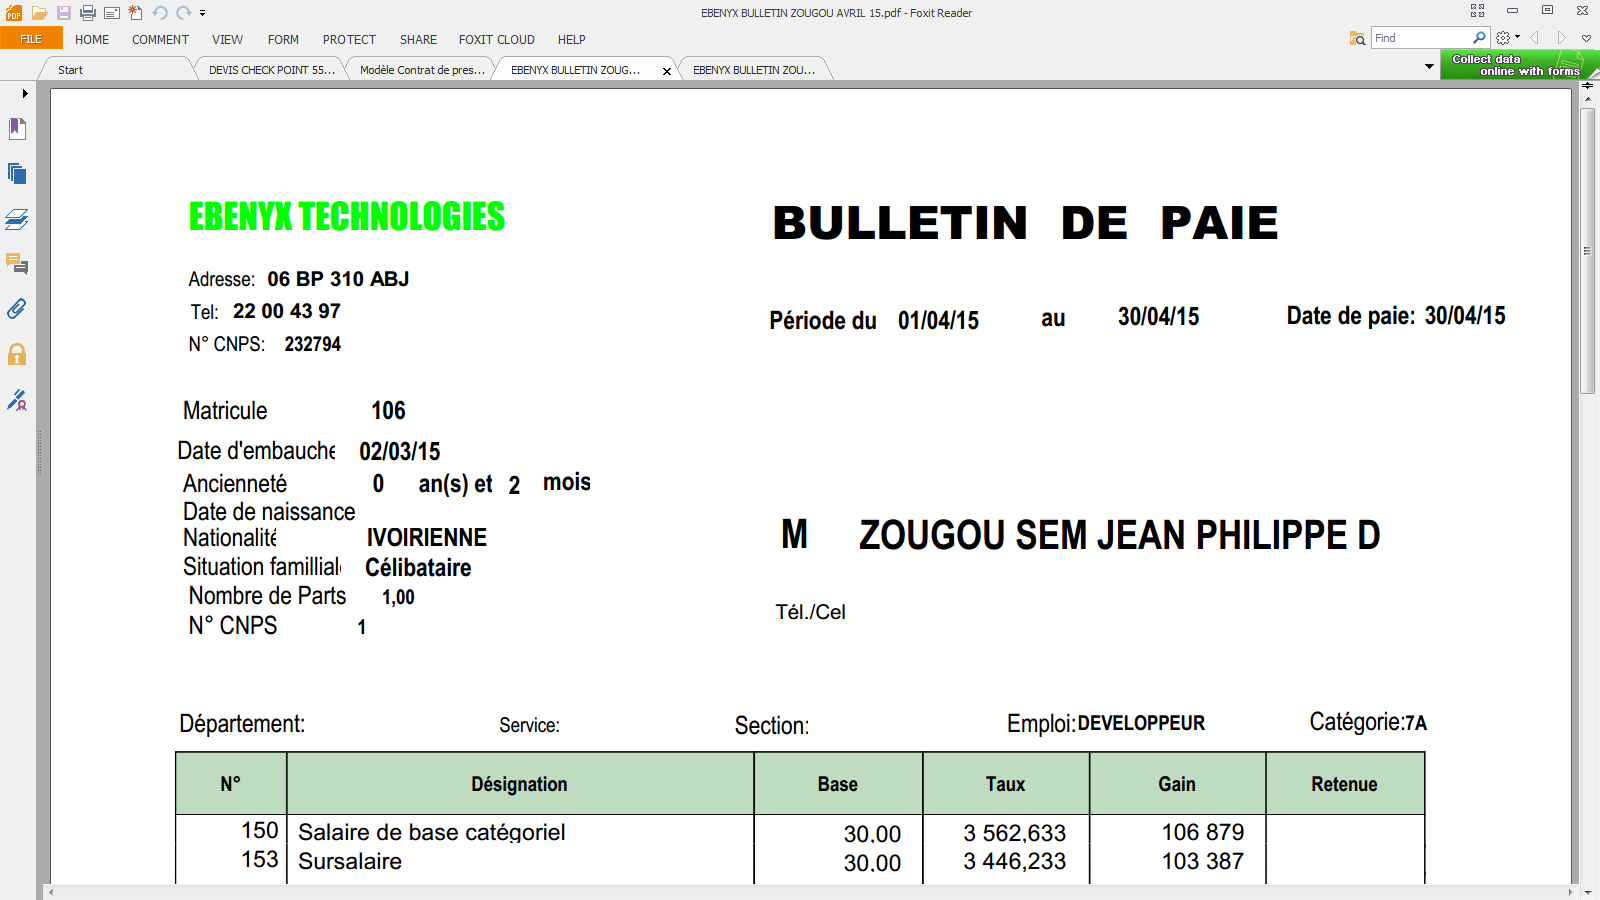 EBENYX BULLETIN ZOUGOU AVRIL 15.pdf - Foxit Reader
FILE HOME COMMENT VIEW FORM PROTECT SHARE FOXIT CLOUD HELP Find
Start DEVIS CHECK POINT 55... Modèle Contrat de pres... EBENYX BULLETIN ZOUG... EBENYX BULLETIN ZOU...
Collect data
online with forms
EBENYX TECHNOLOGIES BULLETIN DE PAIE
Adresse: 06 BP 310 ABJ
Tel: 22 00 43 97
Période du 01/04/15 au 30/04/15 Date de paie: 30/04/15
N° CNPS: 232794
Matricule 106
Date d'embauche 02/03/15
Ancienneté 0 an(s) et 2 mois
Date de naissance
Nationalité IVOIRIENNE
M ZOUGOU SEM JEAN PHILIPPE D
Situation famillial Célibataire
Nombre de Parts 1,00
Tél./Cel
N° CNPS 1
Département: Service: Section: Emploi: DEVELOPPEUR Catégorie: 7A
N° Désignation Base Taux Gain Retenue
150 Salaire de base catégoriel 30,00 3 562,633 106 879
153 Sursalaire 30,00 3 446,233 103 387